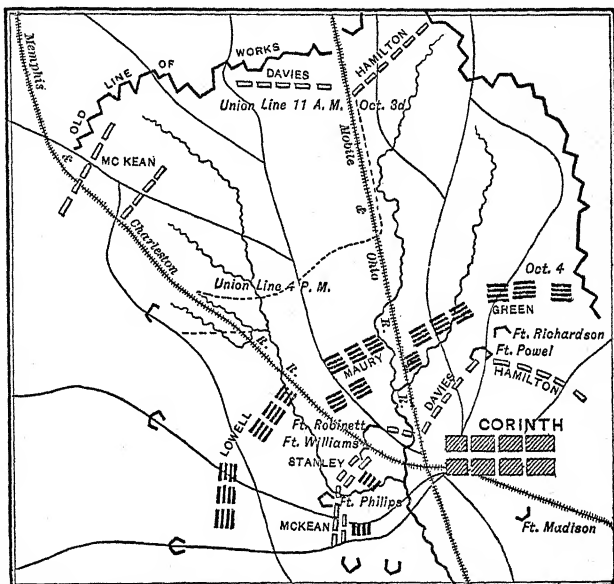 Memphis
&
Charleston
R. R.
OLD LINE OF WORKS
DAVIES
HAMILTON
Union Line 11 A.M. Oct. 3d
MC KEAN
Mobile
&
Ohio
R. R.
Union Line 4 P.M.
Oct. 4
GREEN
Ft. Richardson
Ft. Powel
HAMILTON
MAURY
DAVIES
CORINTH
LOWELL
Ft. Robinett
Ft. Williams
STANLEY
Ft. Philips
MCKEAN
Ft. Madison